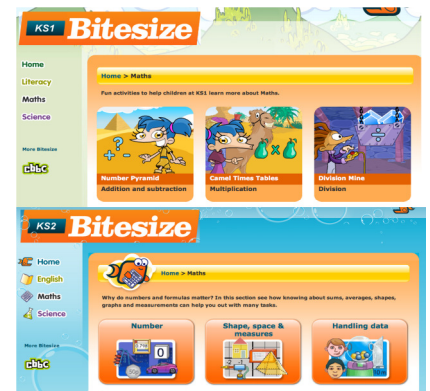 KS1 Bitesize
Home
Literacy
Maths
Science
More Bitesize
cbbc
Home > Maths
Fun activities to help children at KS1 learn more about Maths.
Number Pyramid
Addition and subtraction
Camel Times Tables
Multiplication
Division Mine
Division
KS2 Bitesize
Home
English
Maths
Science
More Bitesize
cbbc
Home > Maths
Why do numbers and formulas matter? In this section see how knowing about sums, averages, shapes,
graphs and measurements can help you out with many tasks.
Number
Shape, space &
measures
Handling data